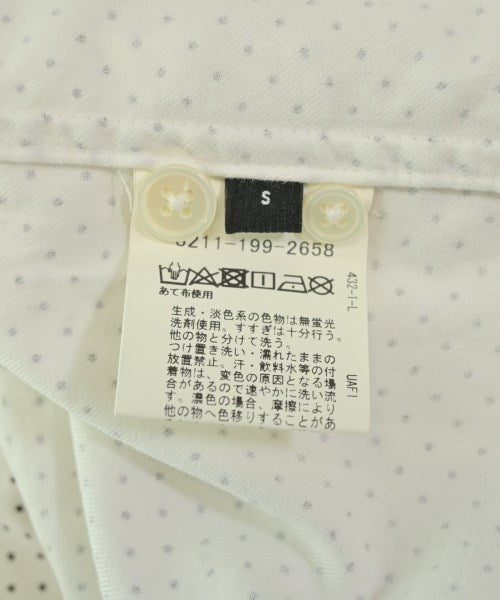 S
3211-199-2658
あて布使用
生成・淡色系の色物は無蛍光
洗剤使用。すすぎは十分行う。
他の物と分けて洗う。
つけ置き洗い・濡れたままの
放置禁止。汗・飲料水等の付
着物は、変色の原因となる場
合があるので速やかに洗い流
す。濃色の場合、摩擦により
他の物へ色移りすることがあ
432-I-L
UAF1